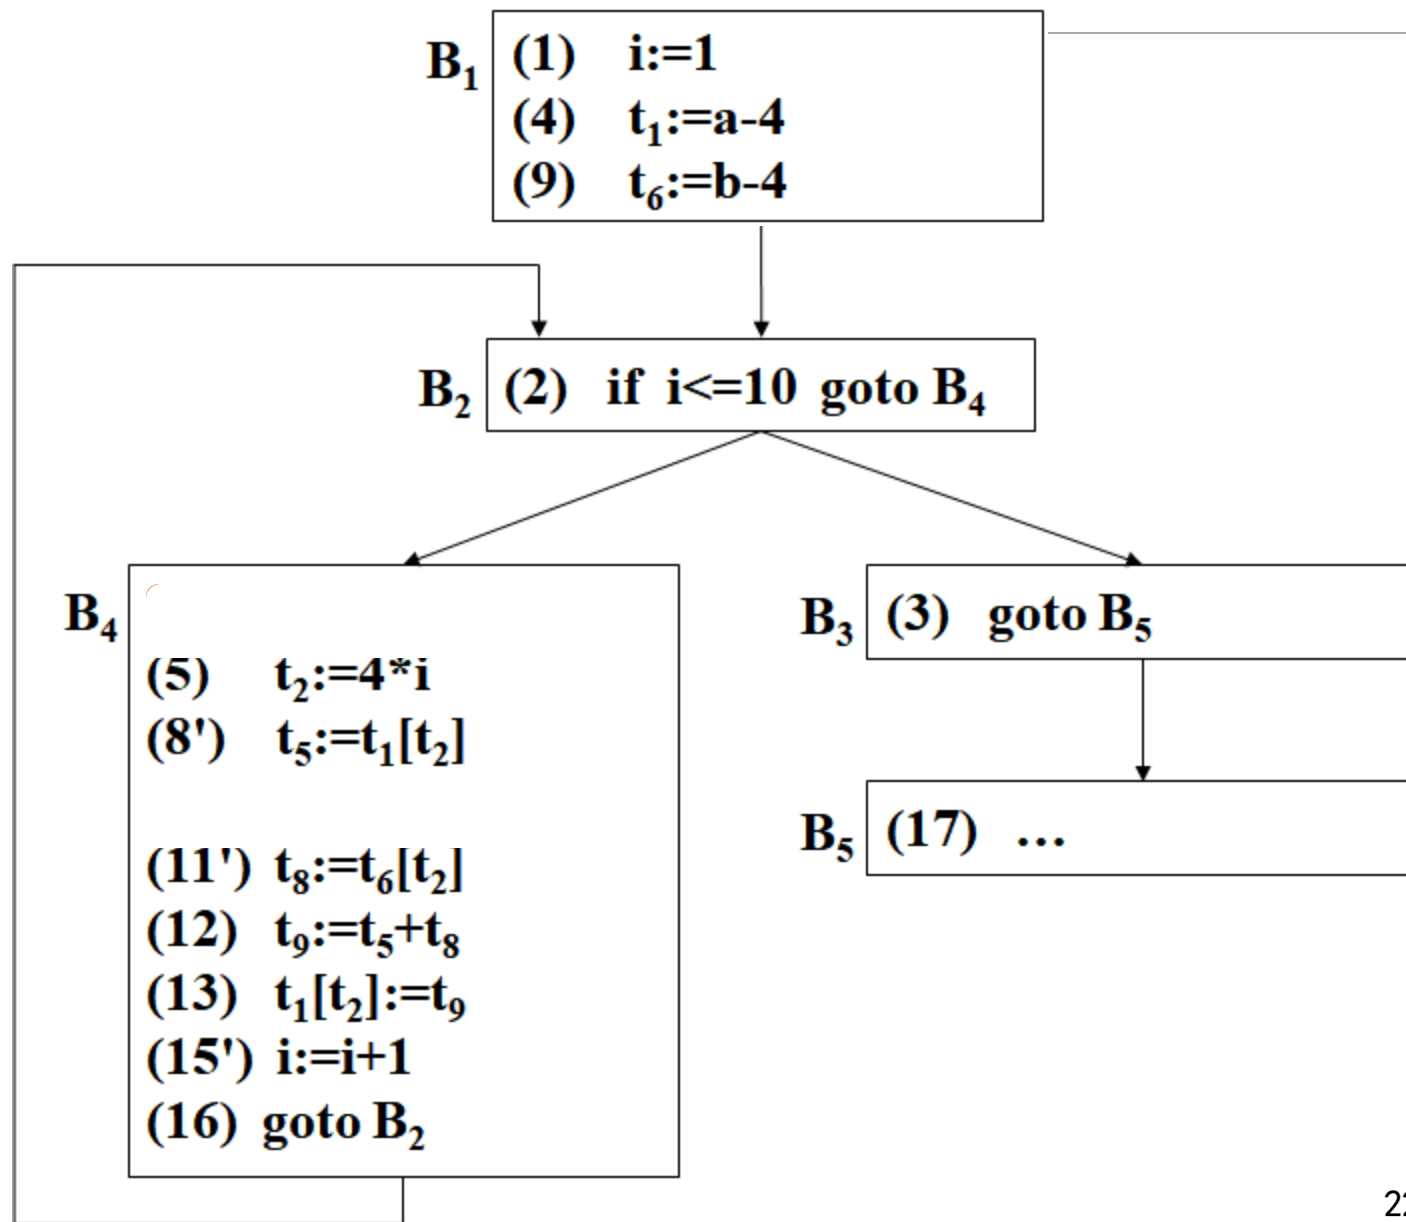 B₁
(1) i:=1
(4) t₁:=a-4
(9) t₆:=b-4
B₂
(2) if i<=10 goto B₄
B₄
(5) t₂:=4*i
(8') t₅:=t₁[t₂]
(11') t₈:=t₆[t₂]
(12) t₉:=t₅+t₈
(13) t₁[t₂]:=t₉
(15') i:=i+1
(16) goto B₂
B₃
(3) goto B₅
B₅
(17) …